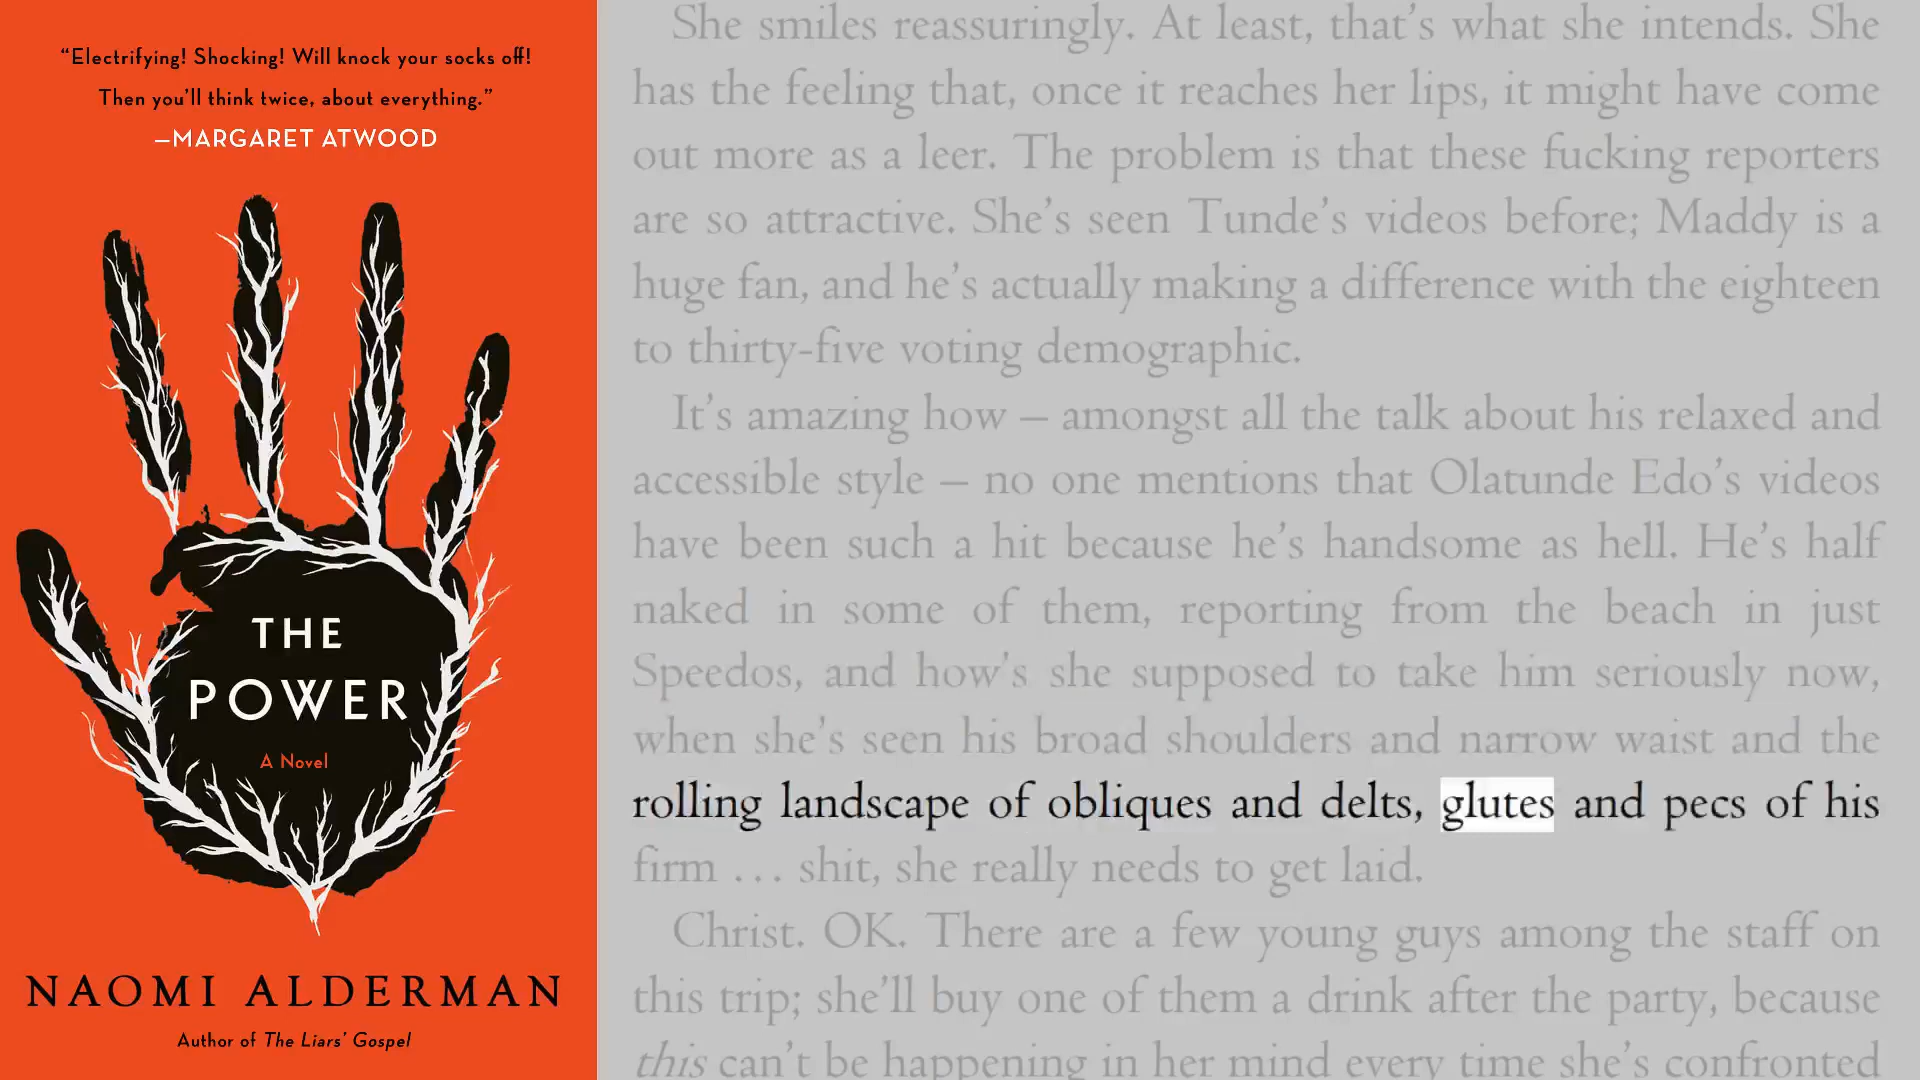 “Electrifying! Shocking! Will knock your socks off!
Then you’ll think twice, about everything.”
—MARGARET ATWOOD
THE
POWER
A Novel
NAOMI ALDERMAN
Author of The Liars’ Gospel
She smiles reassuringly. At least, that’s what she intends. She
has the feeling that, once it reaches her lips, it might have come
out more as a leer. The problem is that these fucking reporters
are so attractive. She’s seen Tunde’s videos before; Maddy is a
huge fan, and he’s actually making a difference with the eighteen
to thirty-five voting demographic.
It’s amazing how – amongst all the talk about his relaxed and
accessible style – no one mentions that Olatunde Edo’s videos
have been such a hit because he’s handsome as hell. He’s half
naked in some of them, reporting from the beach in just
Speedos, and how’s she supposed to take him seriously now,
when she’s seen his broad shoulders and narrow waist and the
rolling landscape of obliques and delts, glutes and pecs of his
firm . . . shit, she really needs to get laid.
Christ. OK. There are a few young guys among the staff on
this trip; she’ll buy one of them a drink after the party, because
this can’t be happening in her mind every time she’s confronted